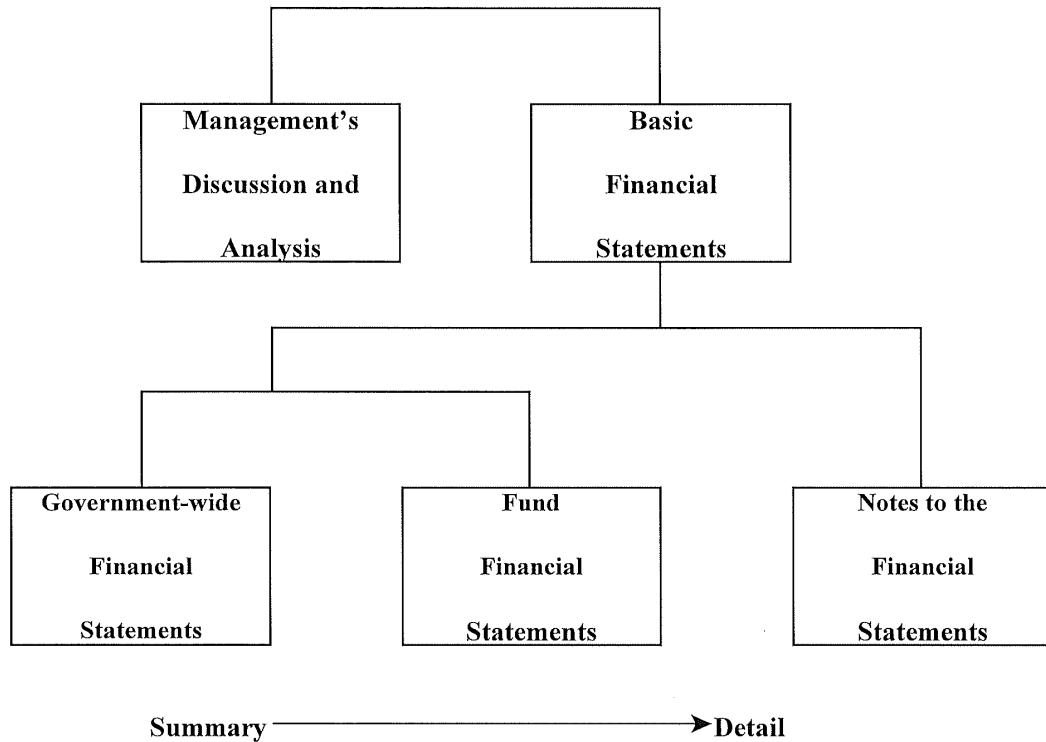 Management's
Discussion and
Analysis
Basic
Financial
Statements
Government-wide
Financial
Statements
Fund
Financial
Statements
Notes to the
Financial
Statements
Summary
Detail